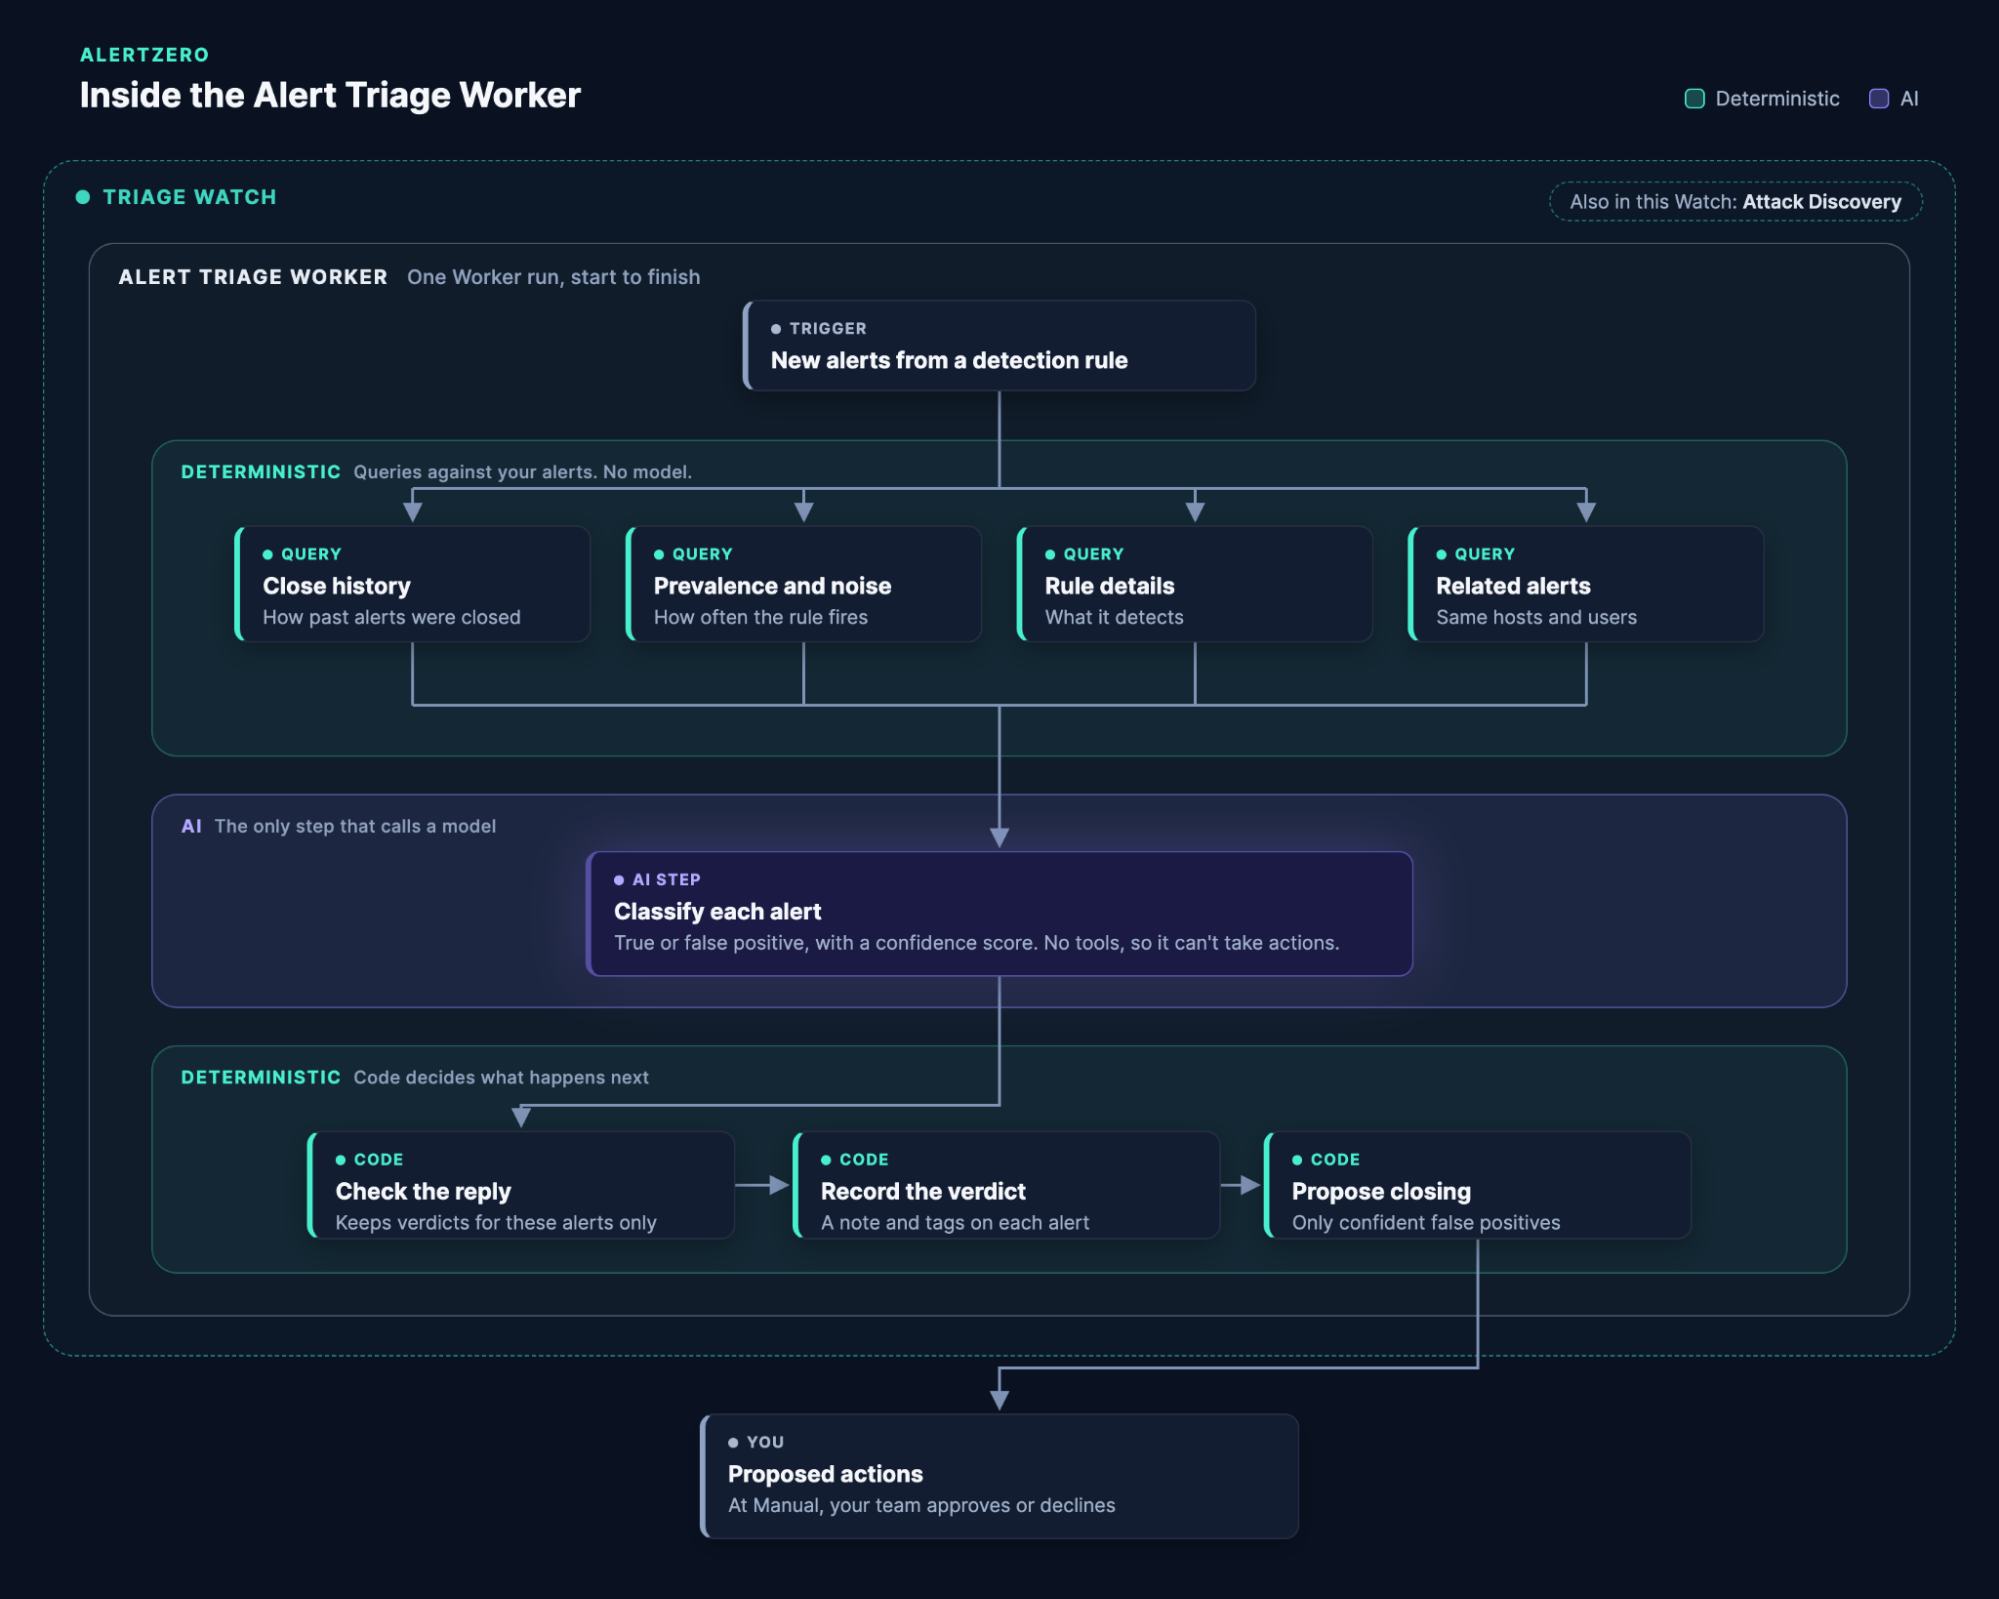 ALERTZERO
Inside the Alert Triage Worker
Deterministic
AI
TRIAGE WATCH
Also in this Watch: Attack Discovery
ALERT TRIAGE WORKER One Worker run, start to finish
TRIGGER
New alerts from a detection rule
DETERMINISTIC Queries against your alerts. No model.
QUERY
Close history
How past alerts were closed
QUERY
Prevalence and noise
How often the rule fires
QUERY
Rule details
What it detects
QUERY
Related alerts
Same hosts and users
AI The only step that calls a model
AI STEP
Classify each alert
True or false positive, with a confidence score. No tools, so it can't take actions.
DETERMINISTIC Code decides what happens next
CODE
Check the reply
Keeps verdicts for these alerts only
CODE
Record the verdict
A note and tags on each alert
CODE
Propose closing
Only confident false positives
YOU
Proposed actions
At Manual, your team approves or declines